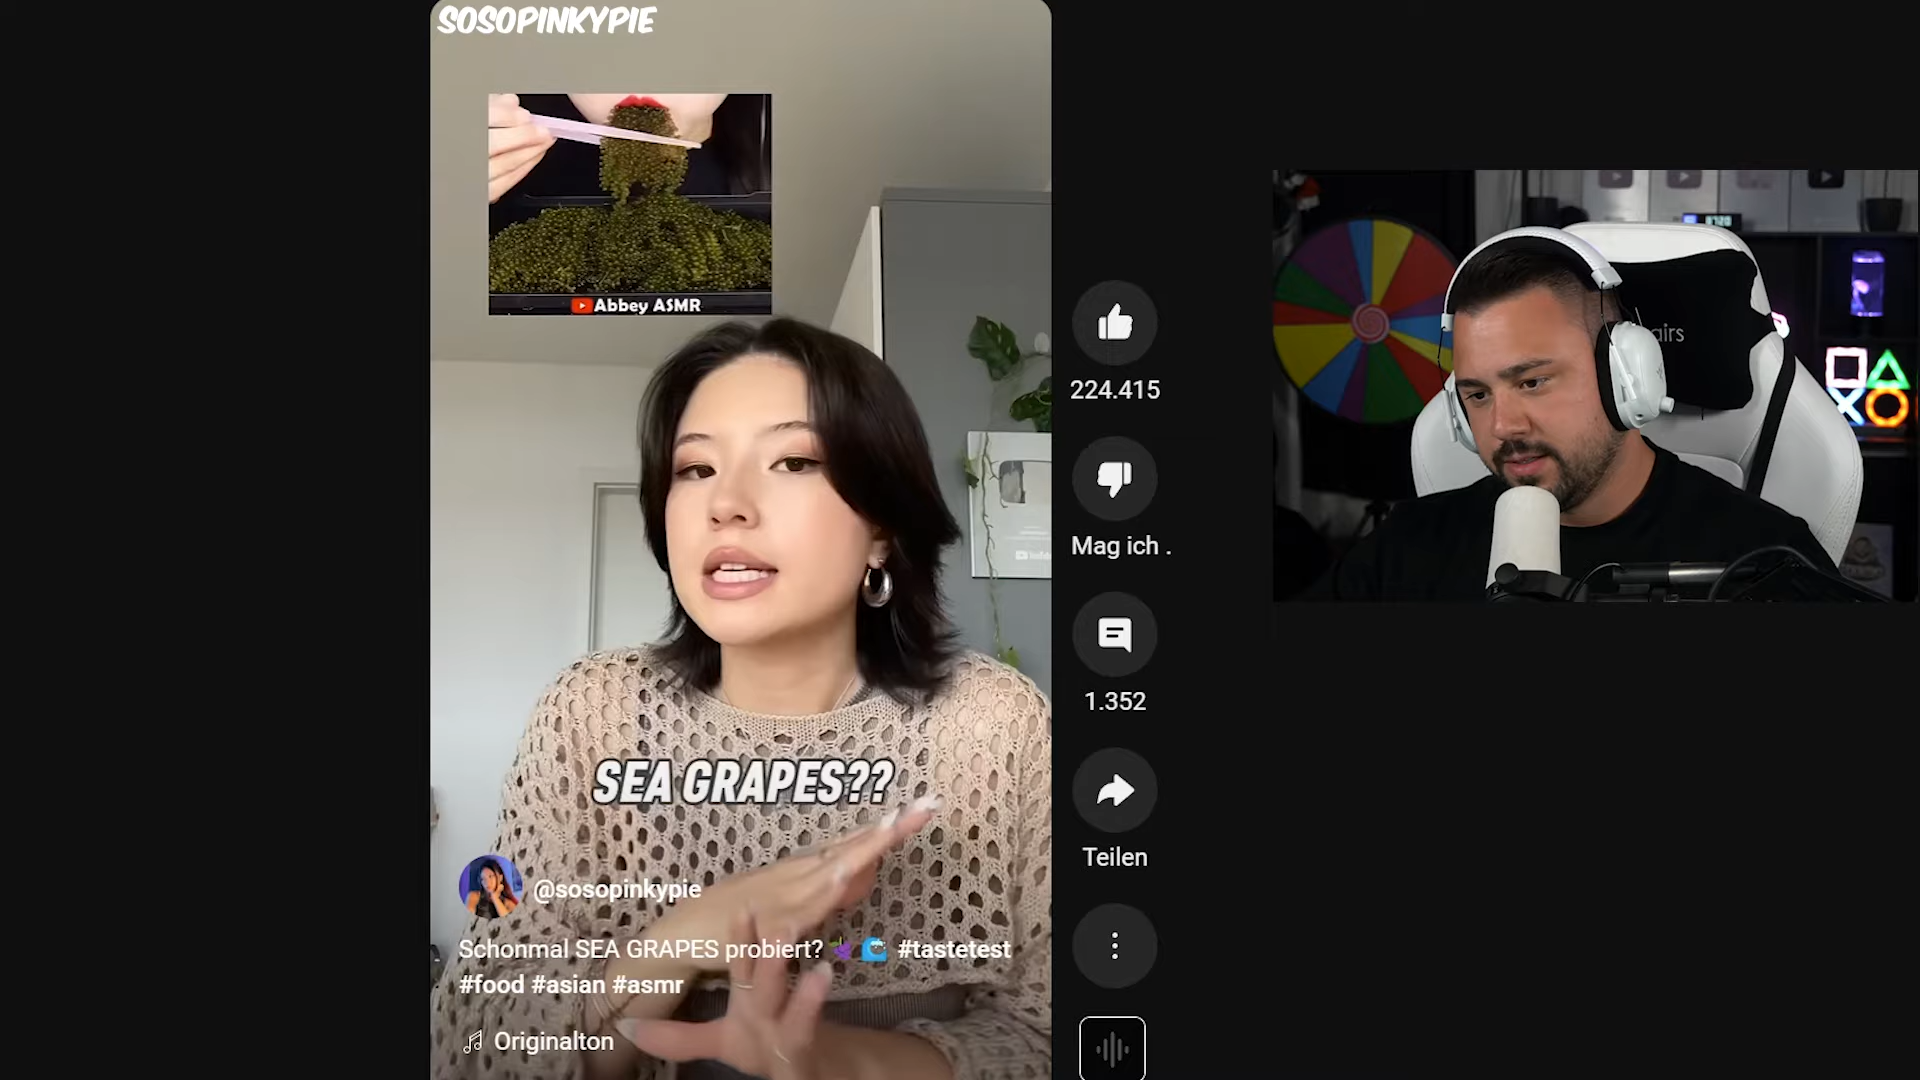 SOSOPINKYPIE
Abbey ASMR
SEA GRAPES??
@sosopinkypie
Schonmal SEA GRAPES probiert? #tastetest
#food #asian #asmr
Originalton
224.415
Mag ich .
1.352
Teilen
airs